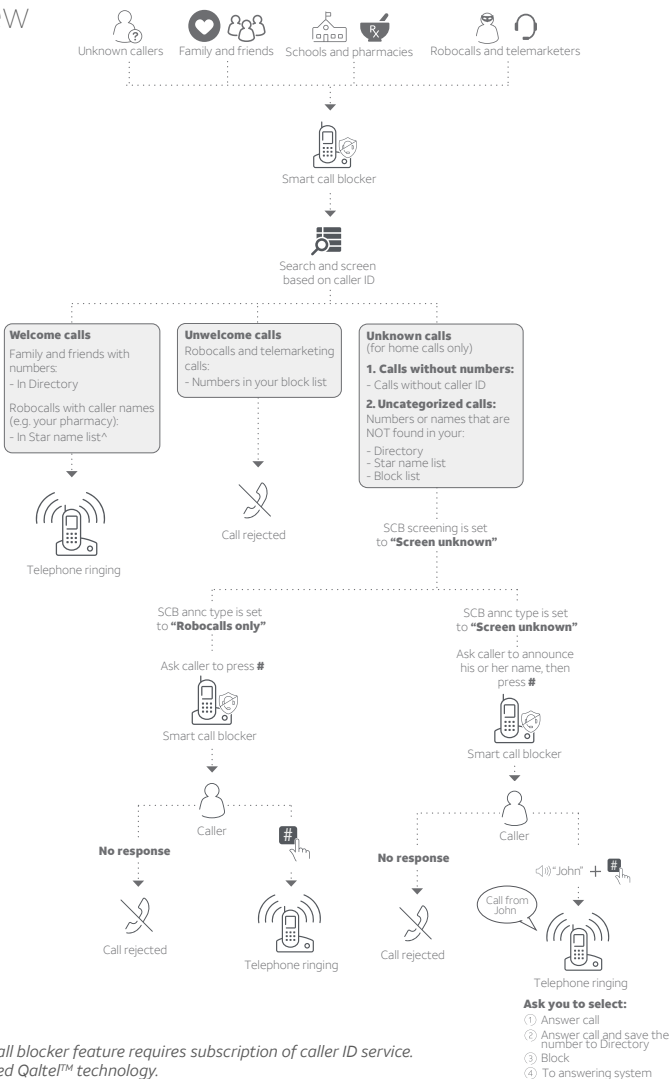 Unknown callers
Family and friends
Schools and pharmacies
Robocalls and telemarketers
Smart call blocker
Search and screen
based on caller ID
Welcome calls
Family and friends with
numbers:
- In Directory
Robocalls with caller names
(e.g. your pharmacy):
- In Star name list^
Unwelcome calls
Robocalls and telemarketing
calls:
- Numbers in your block list
Unknown calls
(for home calls only)
1. Calls without numbers:
- Calls without caller ID
2. Uncategorized calls:
Numbers or names that are
NOT found in your:
- Directory
- Star name list
- Block list
Telephone ringing
Call rejected
SCB screening is set
to “Screen unknown”
SCB annc type is set
to “Robocalls only”
Ask caller to press #
Smart call blocker
Caller
No response
#
Call rejected
Telephone ringing
SCB annc type is set
to “Screen unknown”
Ask caller to announce
his or her name, then
press #
Smart call blocker
Caller
No response
“John” + #
Call from
John
Call rejected
Telephone ringing
Ask you to select:
① Answer call
② Answer call and save the
number to Directory
③ Block
④ To answering system
all blocker feature requires subscription of caller ID service.
ed Qaltel™ technology.